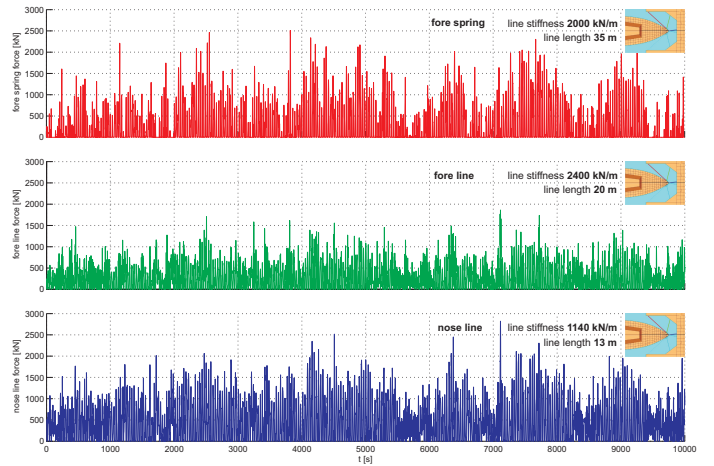 fore spring line stiffness 2000 kN/m
line length 35 m
fore spring force [kN]
3000
2500
2000
1500
1000
500
0
fore line line stiffness 2400 kN/m
line length 20 m
fore line force [kN]
3000
2500
2000
1500
1000
500
0
nose line line stiffness 1140 kN/m
line length 13 m
nose line force [kN]
3000
2500
2000
1500
1000
500
0
0 1000 2000 3000 4000 5000 6000 7000 8000 9000 10000
t [s]